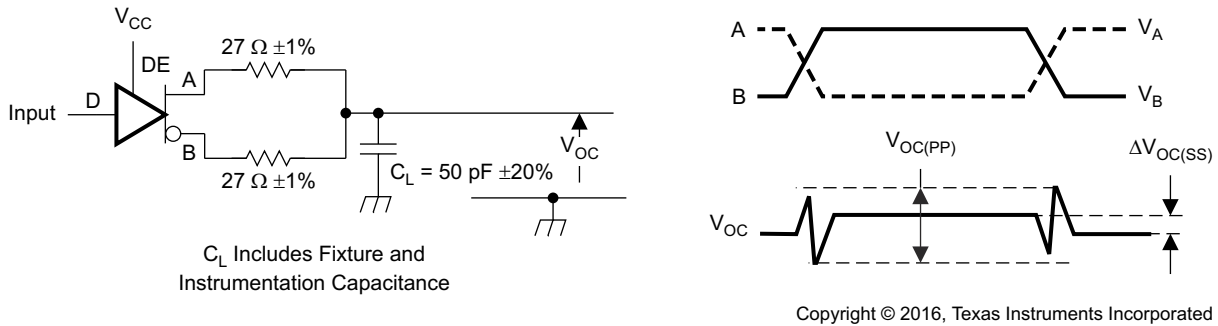 V_CC
27 Ω ±1%
DE
A
Input
D
B
27 Ω ±1%
C_L = 50 pF ±20%
V_OC
C_L Includes Fixture and
Instrumentation Capacitance
A
V_A
B
V_B
V_OC(PP)
ΔV_OC(SS)
V_OC
Copyright © 2016, Texas Instruments Incorporated